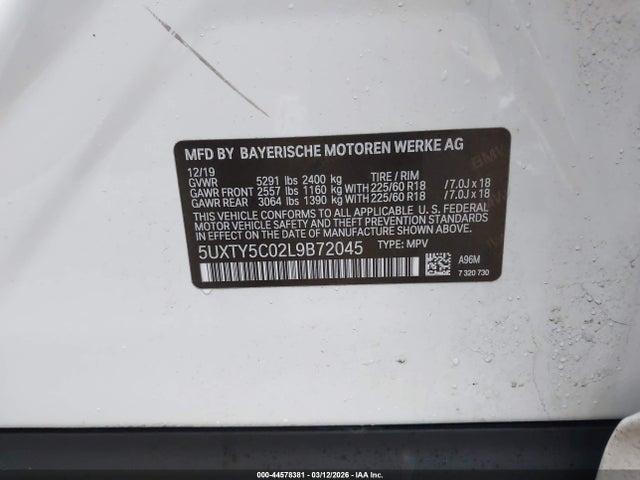 MFD BY BAYERISCHE MOTOREN WERKE AG
12/19
GVWR 5291 lbs 2400 kg TIRE / RIM
GAWR FRONT 2557 lbs 1160 kg WITH 225/60 R18 / 7.0J x 18
GAWR REAR 3064 lbs 1390 kg WITH 225/60 R18 / 7.0J x 18
THIS VEHICLE CONFORMS TO ALL APPLICABLE U. S. FEDERAL
MOTOR VEHICLE SAFETY, BUMPER, AND THEFT PREVENTION
STANDARDS IN EFFECT ON THE DATE OF MANUFACTURE SHOWN ABOVE.
5UXTY5C02L9B72045 TYPE: MPV
A96M
7 320 730
000-44578381 - 03/12/2026 - IAA Inc.